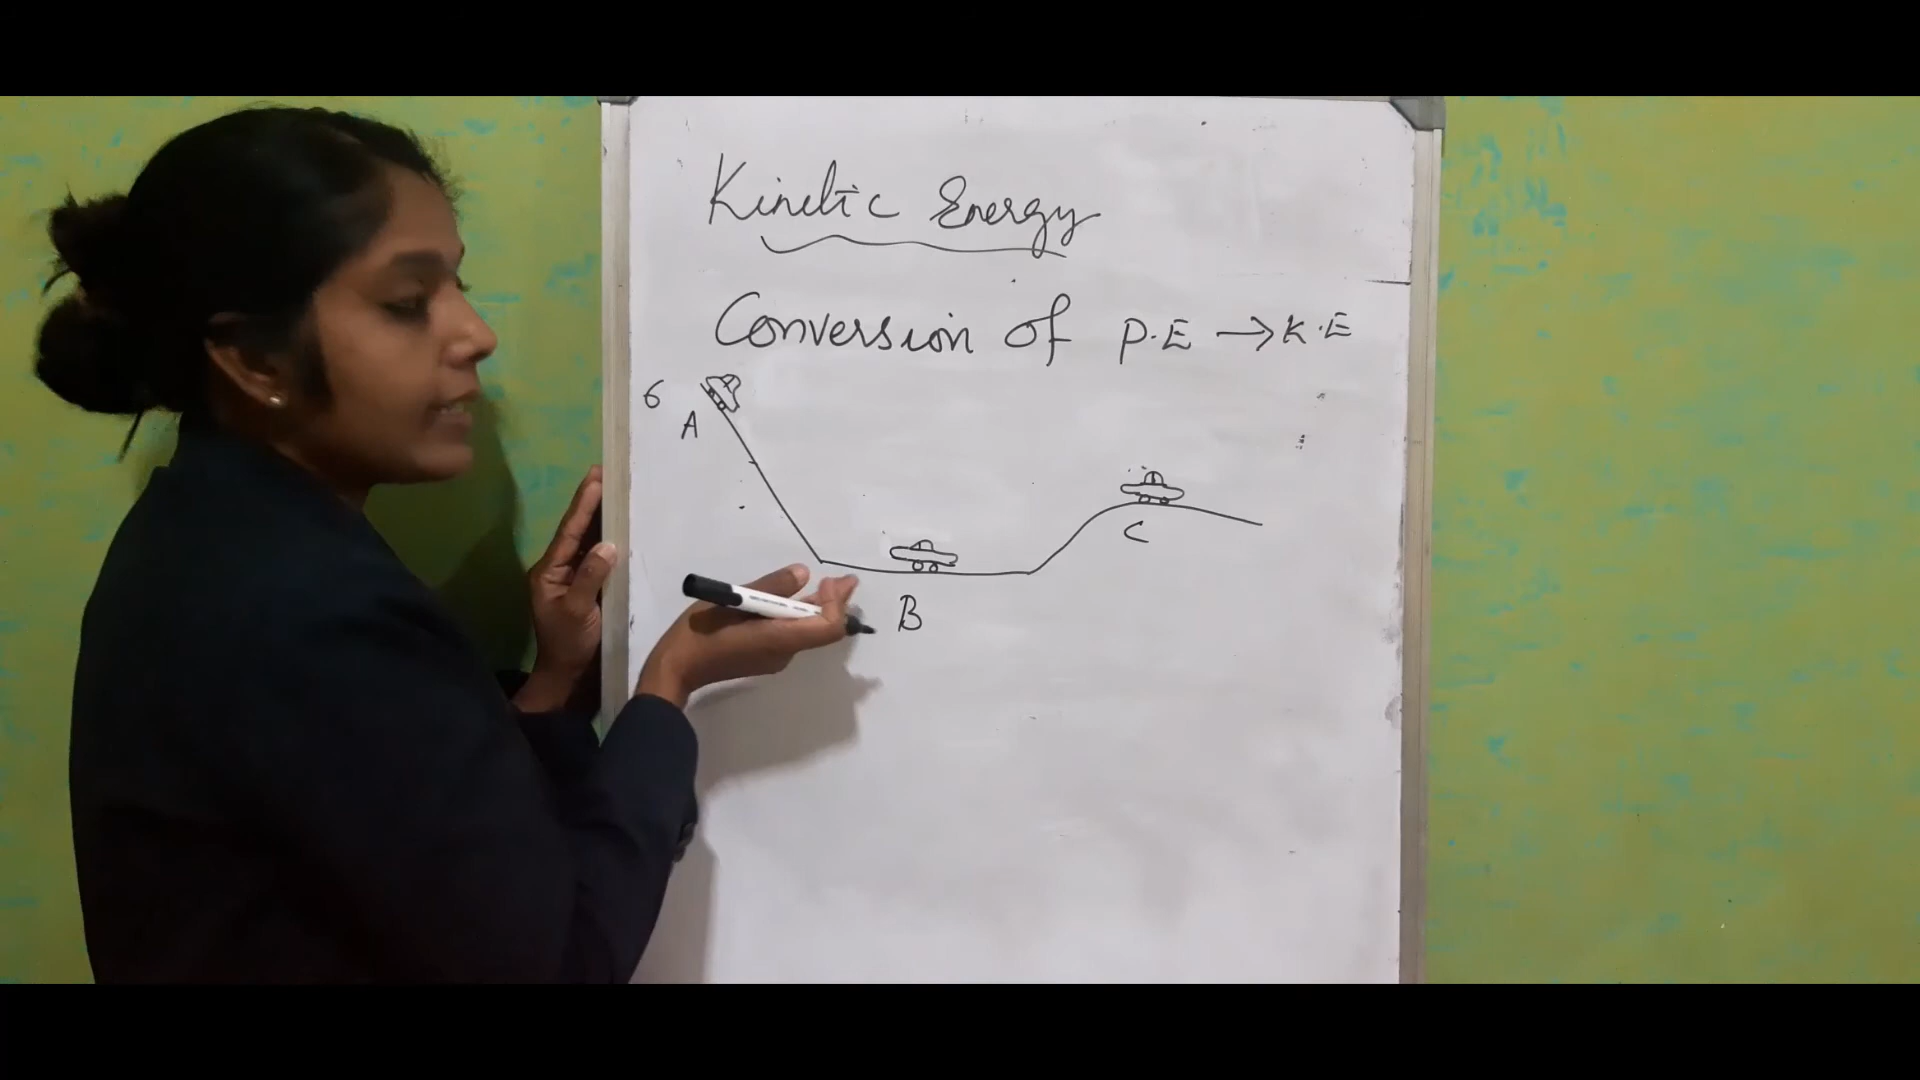 Kinetic Energy
Conversion of P.E → K.E
6
A
C
B